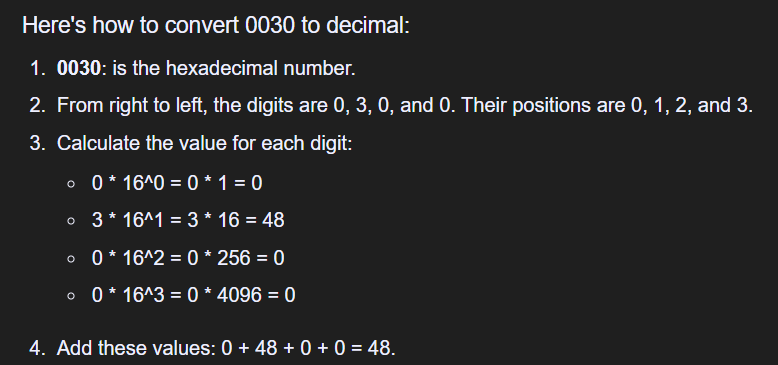 Here's how to convert 0030 to decimal:
1. 0030: is the hexadecimal number.
2. From right to left, the digits are 0, 3, 0, and 0. Their positions are 0, 1, 2, and 3.
3. Calculate the value for each digit:
○ 0 * 16^0 = 0 * 1 = 0
○ 3 * 16^1 = 3 * 16 = 48
○ 0 * 16^2 = 0 * 256 = 0
○ 0 * 16^3 = 0 * 4096 = 0
4. Add these values: 0 + 48 + 0 + 0 = 48.